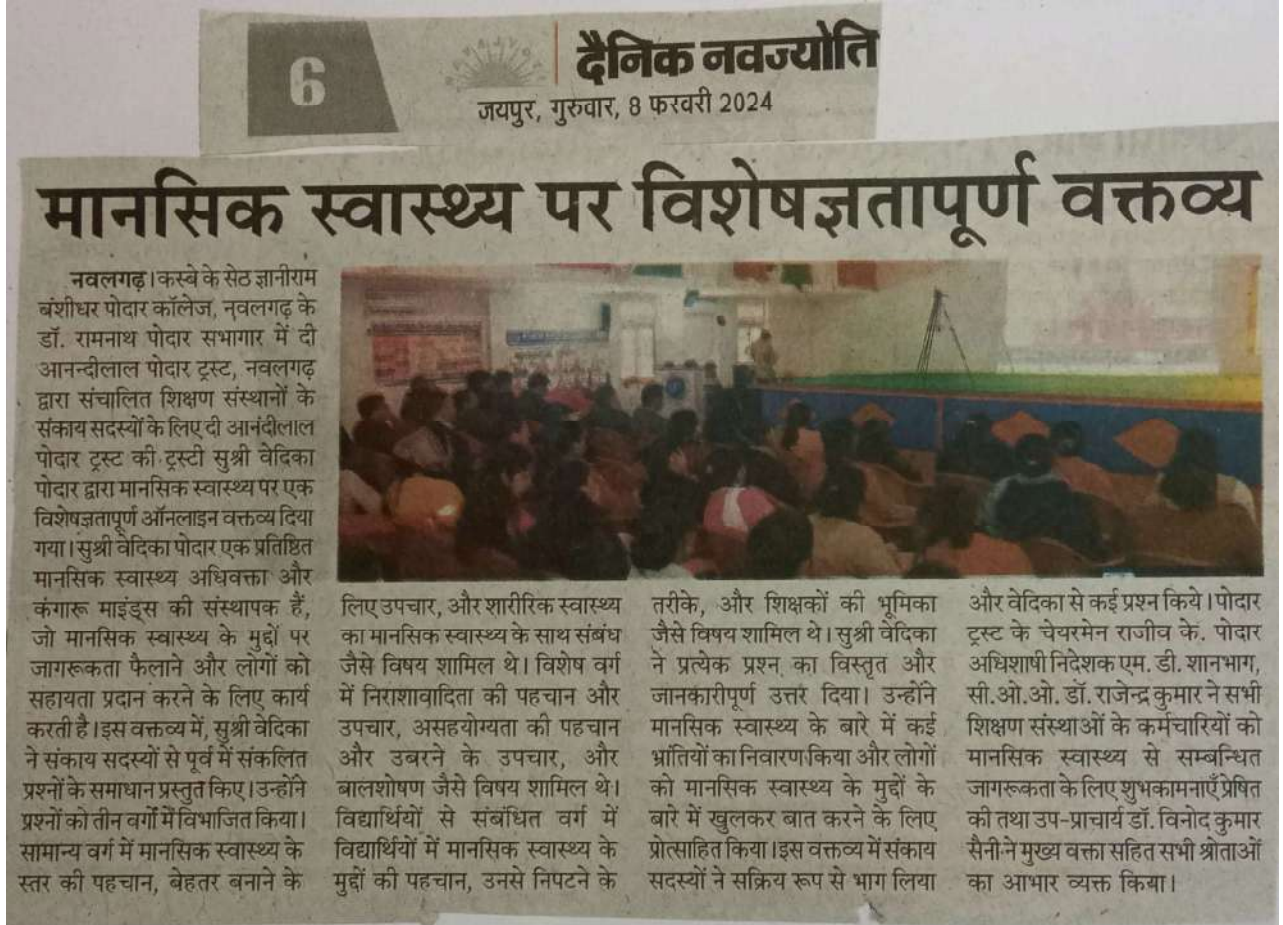 6
दैनिक नवज्योति
जयपुर, गुरुवार, 8 फरवरी 2024
मानसिक स्वास्थ्य पर विशेषज्ञतापूर्ण वक्तव्य
नवलगढ़। कस्बे के सेठ ज्ञानीराम
बंशीधर पोदार कॉलेज, नवलगढ़ के
डॉ. रामनाथ पोदार सभागार में दी
आनन्दीलाल पोदार ट्रस्ट, नवलगढ़
द्वारा संचालित शिक्षण संस्थानों के
संकाय सदस्यों के लिए दी आनंदीलाल
पोदार ट्रस्ट की ट्रस्टी सुश्री वेदिका
पोदार द्वारा मानसिक स्वास्थ्य पर एक
विशेषज्ञतापूर्ण ऑनलाइन वक्तव्य दिया
गया। सुश्री वेदिका पोदार एक प्रतिष्ठित
मानसिक स्वास्थ्य अधिवक्ता और
कंगारू माइंड्स की संस्थापक हैं,
जो मानसिक स्वास्थ्य के मुद्दों पर
जागरूकता फैलाने और लोगों को
सहायता प्रदान करने के लिए कार्य
करती है। इस वक्तव्य में, सुश्री वेदिका
ने संकाय सदस्यों से पूर्व में संकलित
प्रश्नों के समाधान प्रस्तुत किए। उन्होंने
प्रश्नों को तीन वर्गों में विभाजित किया।
सामान्य वर्ग में मानसिक स्वास्थ्य के
स्तर की पहचान, बेहतर बनाने के
लिए उपचार, और शारीरिक स्वास्थ्य
का मानसिक स्वास्थ्य के साथ संबंध
जैसे विषय शामिल थे। विशेष वर्ग
में निराशावादिता की पहचान और
उपचार, असहयोग्यता की पहचान
और उबरने के उपचार, और
बालशोषण जैसे विषय शामिल थे।
विद्यार्थियों से संबंधित वर्ग में
विद्यार्थियों में मानसिक स्वास्थ्य के
मुद्दों की पहचान, उनसे निपटने के
तरीके, और शिक्षकों की भूमिका
जैसे विषय शामिल थे। सुश्री वेदिका
ने प्रत्येक प्रश्न का विस्तृत और
जानकारीपूर्ण उत्तर दिया। उन्होंने
मानसिक स्वास्थ्य के बारे में कई
भ्रांतियों का निवारण किया और लोगों
को मानसिक स्वास्थ्य के मुद्दों के
बारे में खुलकर बात करने के लिए
प्रोत्साहित किया। इस वक्तव्य में संकाय
सदस्यों ने सक्रिय रूप से भाग लिया
और वेदिका से कई प्रश्न किये। पोदार
ट्रस्ट के चेयरमेन राजीव के. पोदार
अधिशाषी निदेशक एम. डी. शानभाग,
सी.ओ.ओ. डॉ. राजेन्द्र कुमार ने सभी
शिक्षण संस्थाओं के कर्मचारियों को
मानसिक स्वास्थ्य से सम्बन्धित
जागरूकता के लिए शुभकामनाएँ प्रेषित
की तथा उप-प्राचार्य डॉ. विनोद कुमार
सैनी ने मुख्य वक्ता सहित सभी श्रोताओं
का आभार व्यक्त किया।